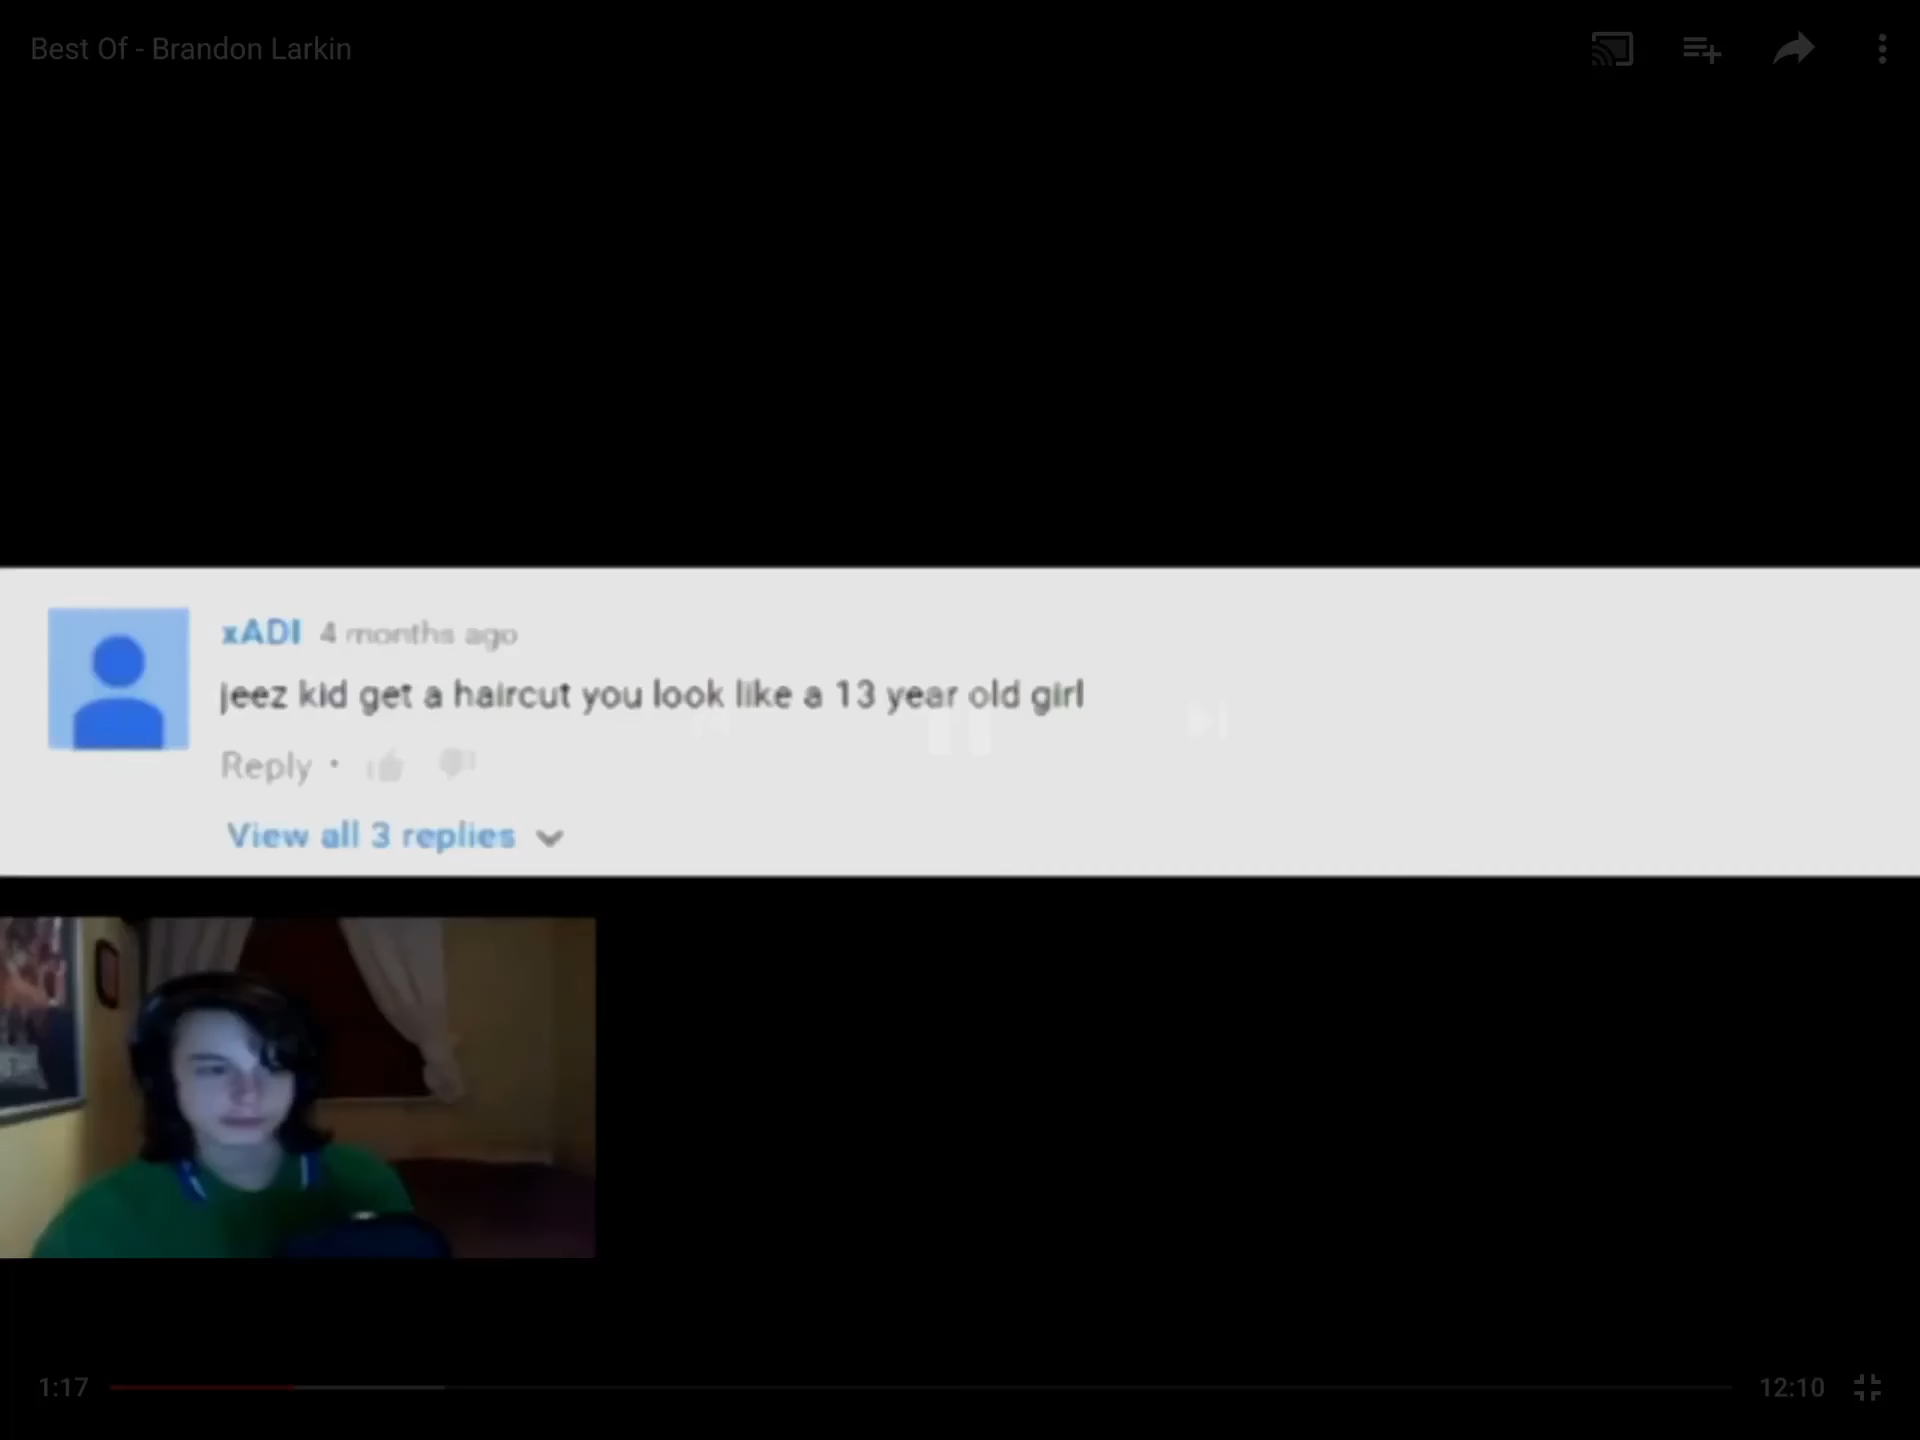 Best Of - Brandon Larkin
xADI 4 months ago
jeez kid get a haircut you look like a 13 year old girl
Reply •
View all 3 replies
1:17
12:10